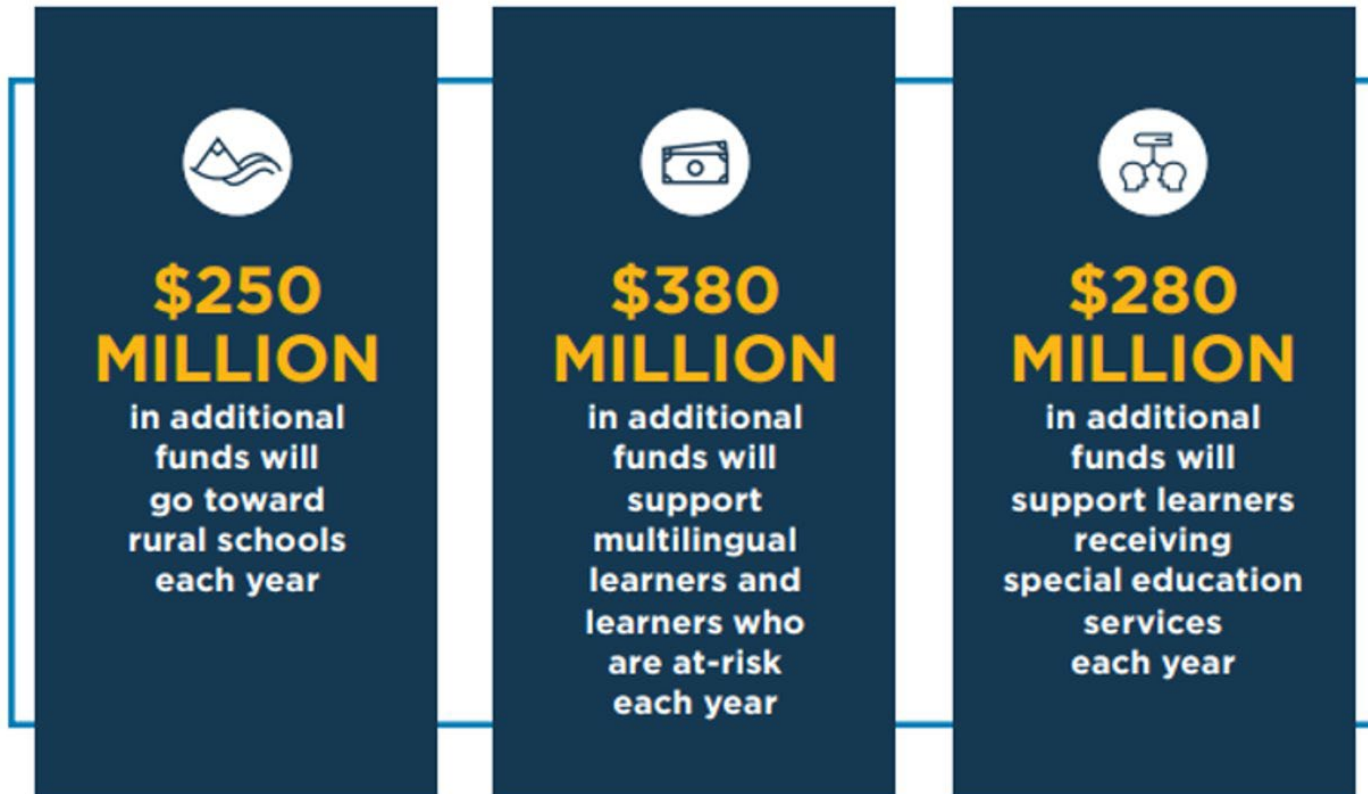 $250
MILLION
in additional
funds will
go toward
rural schools
each year
$380
MILLION
in additional
funds will
support
multilingual
learners and
learners who
are at-risk
each year
$280
MILLION
in additional
funds will
support learners
receiving
special education
services
each year